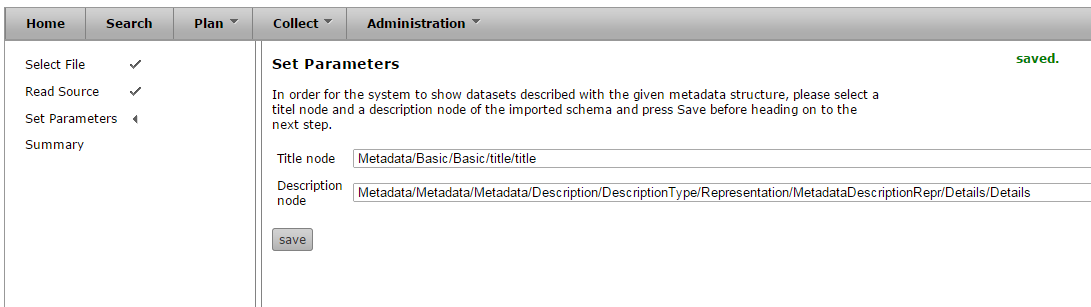 Home Search Plan Collect Administration
Select File
Read Source
Set Parameters
Summary
Set Parameters
saved.
In order for the system to show datasets described with the given metadata structure, please select a
titel node and a description node of the imported schema and press Save before heading on to the
next step.
Title node Metadata/Basic/Basic/title/title
Description
node
Metadata/Metadata/Metadata/Description/DescriptionType/Representation/MetadataDescriptionRepr/Details/Details
save